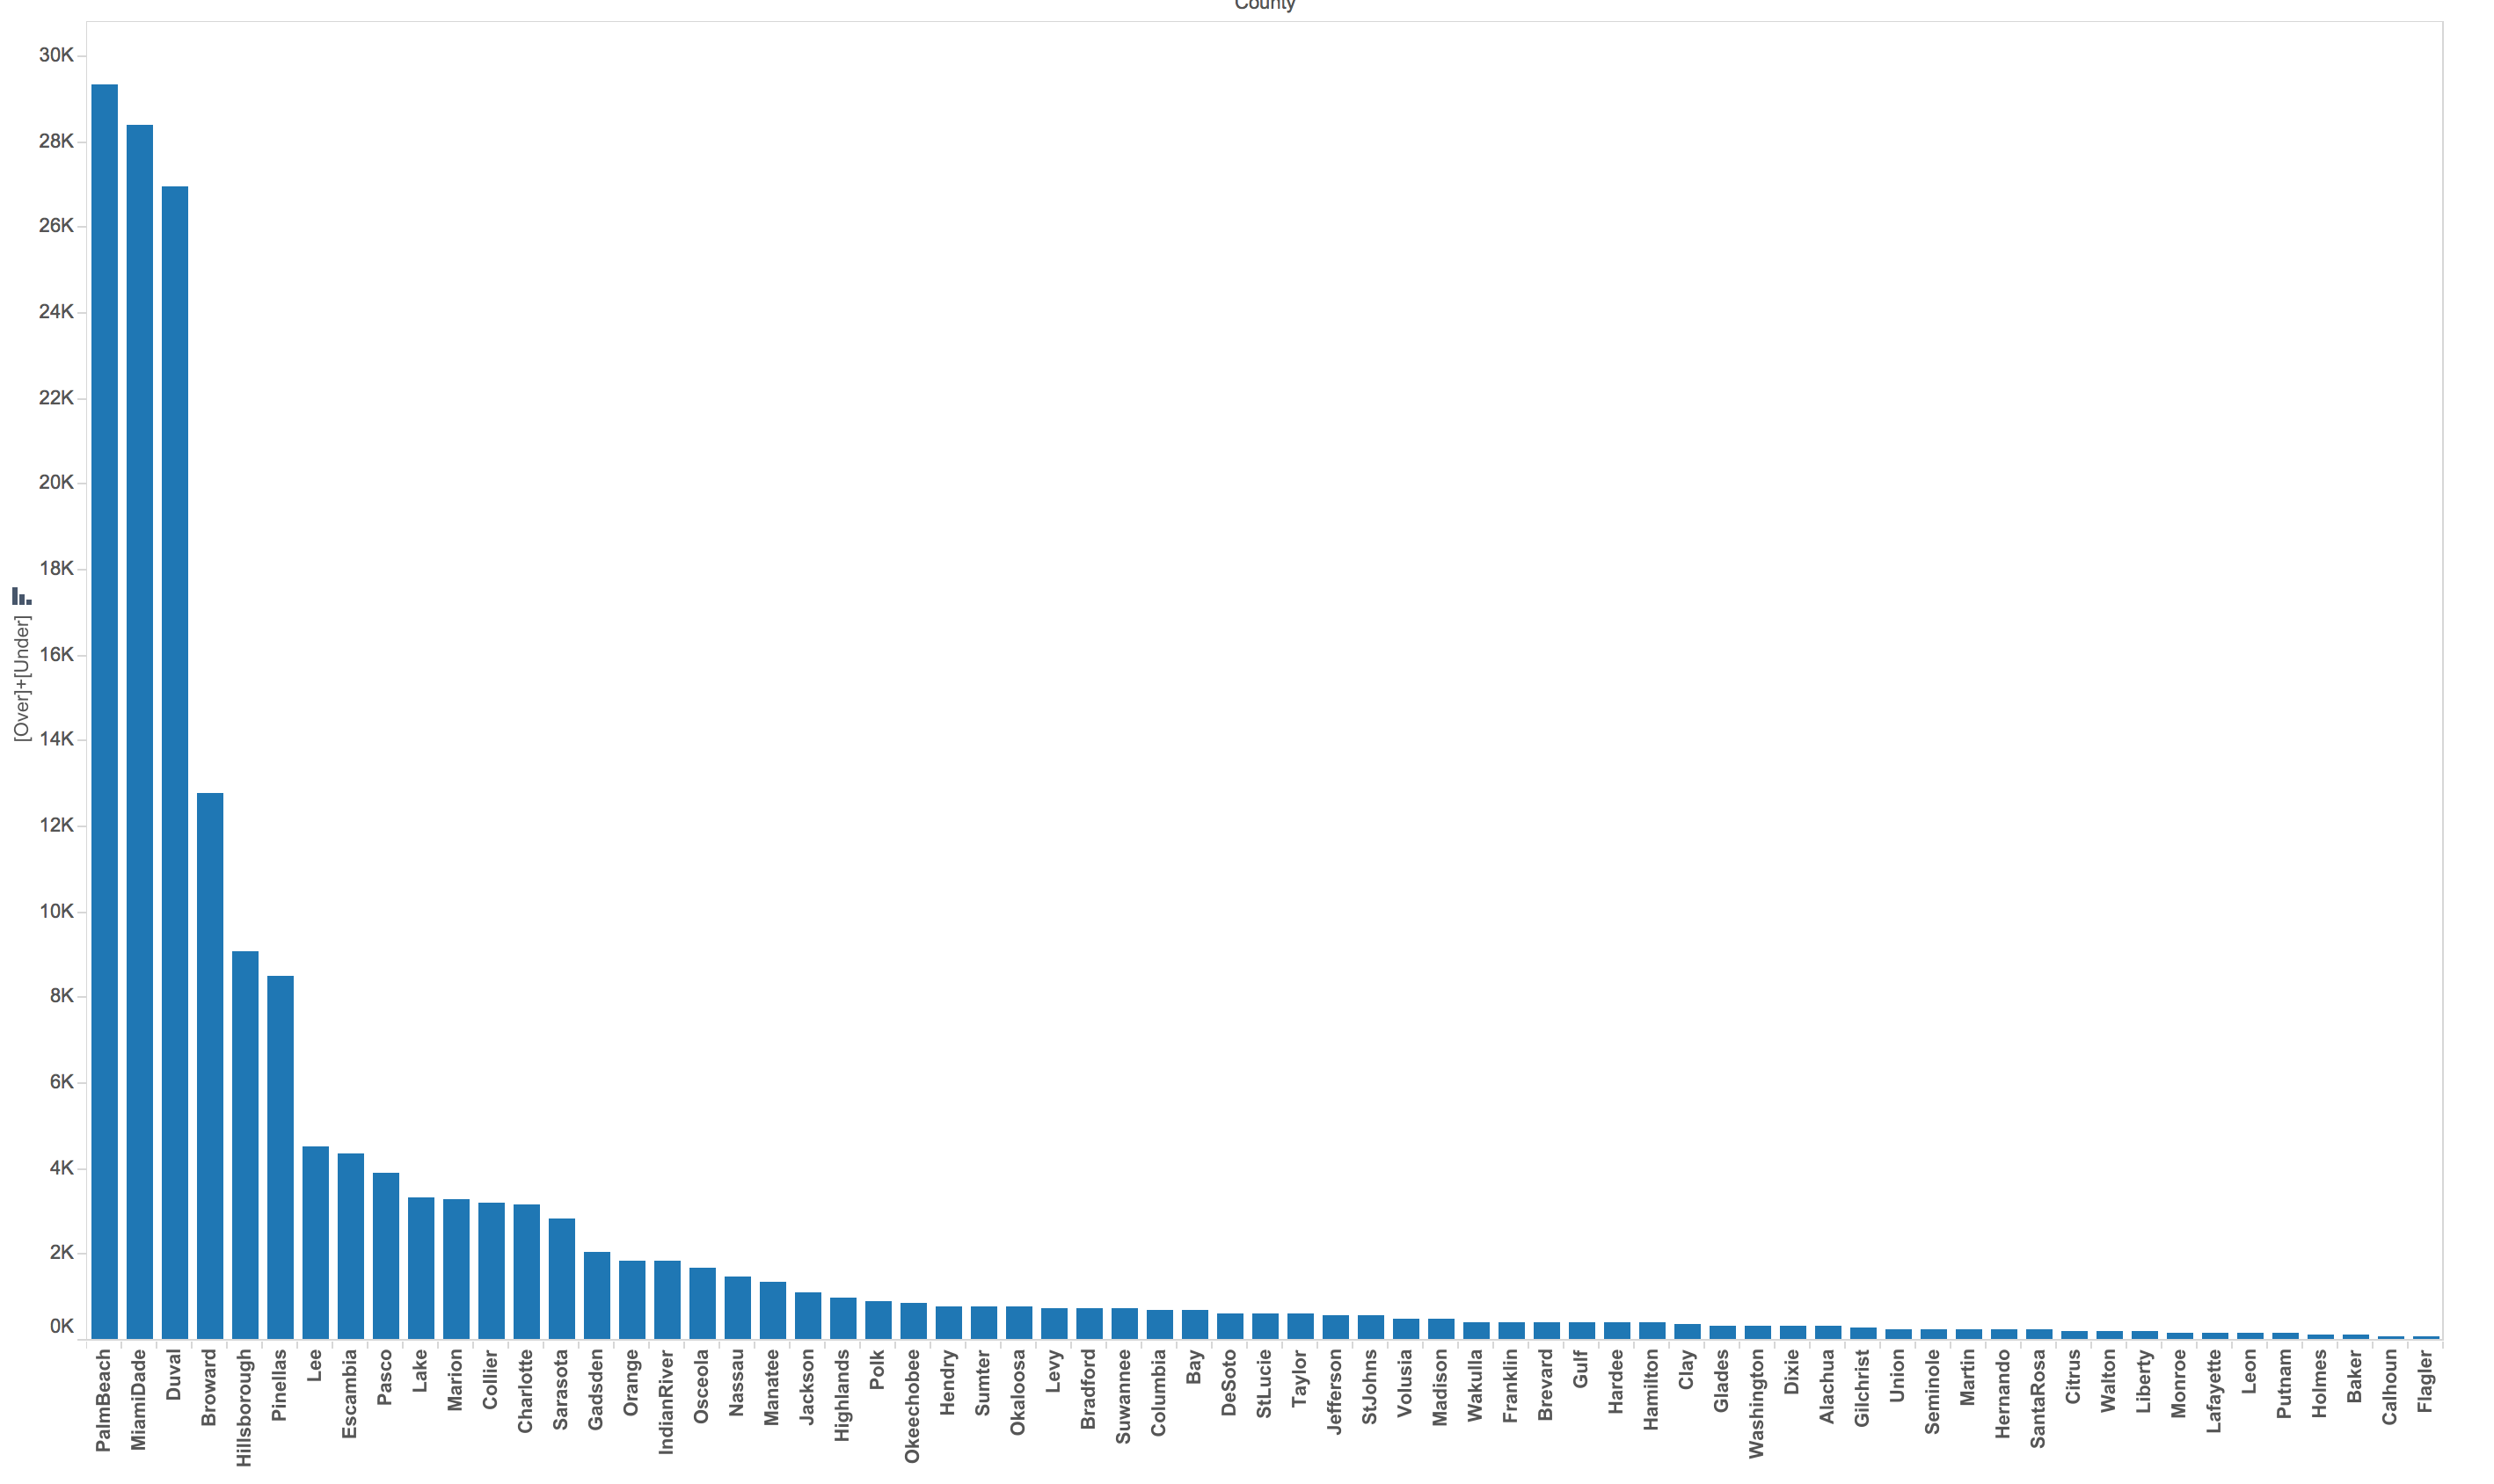 County
30K
28K
26K
24K
22K
20K
18K
16K
14K
12K
10K
8K
6K
4K
2K
0K
[Over]+[Under]
PalmBeach
MiamiDade
Duval
Broward
Hillsborough
Pinellas
Lee
Escambia
Pasco
Lake
Marion
Collier
Charlotte
Sarasota
Gadsden
Orange
IndianRiver
Osceola
Nassau
Manatee
Jackson
Highlands
Polk
Okeechobee
Hendry
Sumter
Okaloosa
Levy
Bradford
Suwannee
Columbia
Bay
DeSoto
StLucie
Taylor
Jefferson
StJohns
Volusia
Madison
Wakulla
Franklin
Brevard
Gulf
Hardee
Hamilton
Clay
Glades
Washington
Dixie
Alachua
Gilchrist
Union
Seminole
Martin
Hernando
SantaRosa
Citrus
Walton
Liberty
Monroe
Lafayette
Leon
Putnam
Holmes
Baker
Calhoun
Flagler